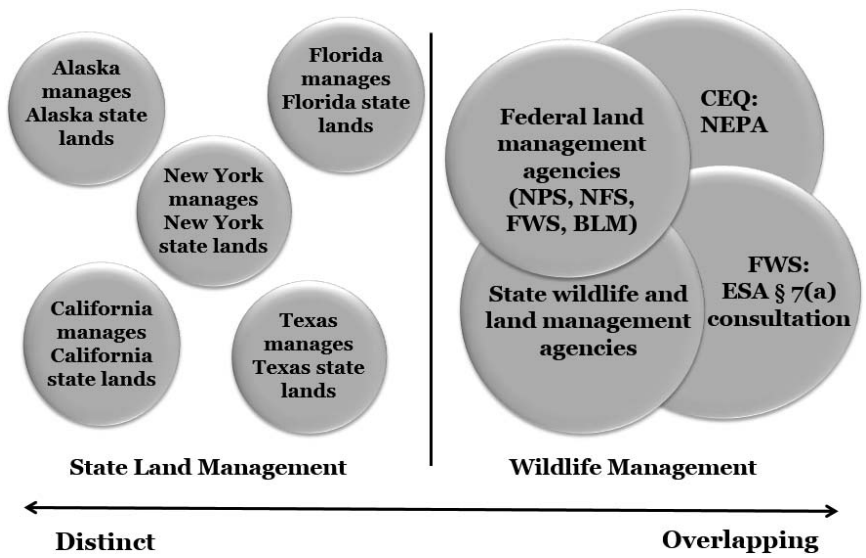 Alaska
manages
Alaska state
lands
Florida
manages
Florida state
lands
New York
manages
New York
state lands
California
manages
California
state lands
Texas
manages
Texas state
lands
State Land Management
Federal land
management
agencies
(NPS, NFS,
FWS, BLM)
CEQ:
NEPA
State wildlife and
land management
agencies
FWS:
ESA § 7(a)
consultation
Wildlife Management
Distinct
Overlapping